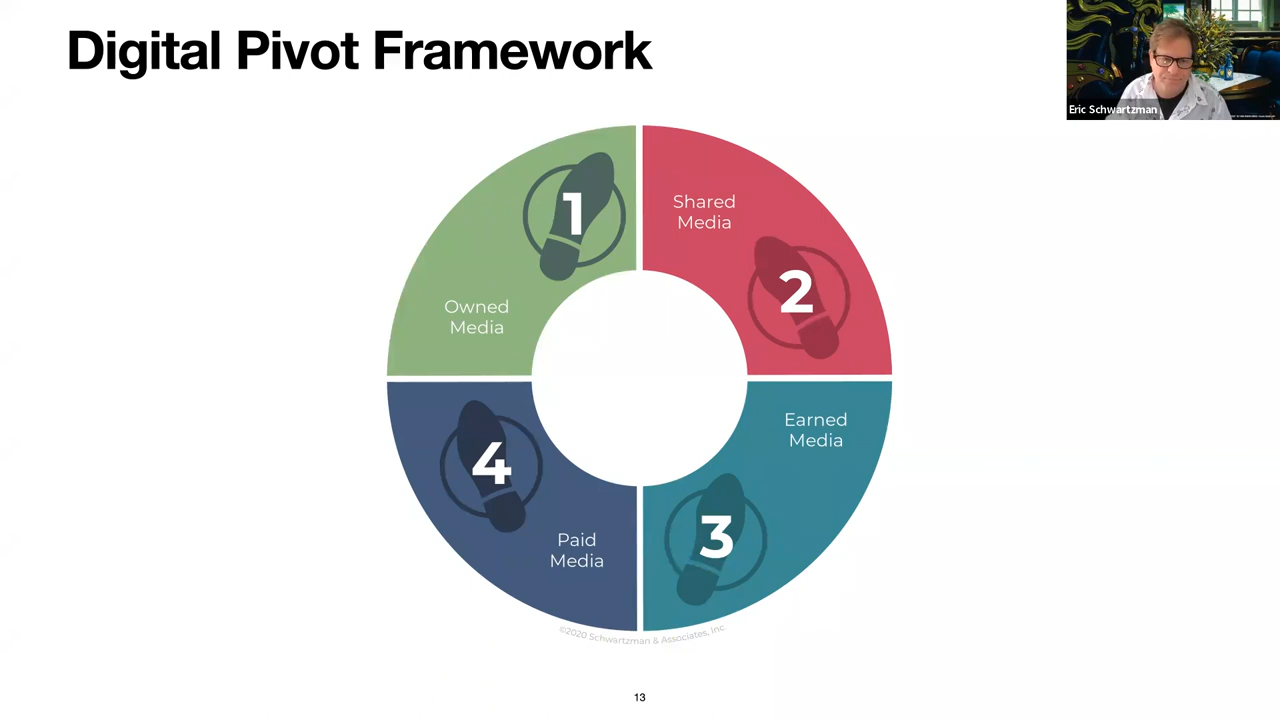 Digital Pivot Framework
Eric Schwartzman
1
Owned
Media
Shared
Media
2
Earned
Media
3
4
Paid
Media
©2020 Schwartzman & Associates, Inc
13